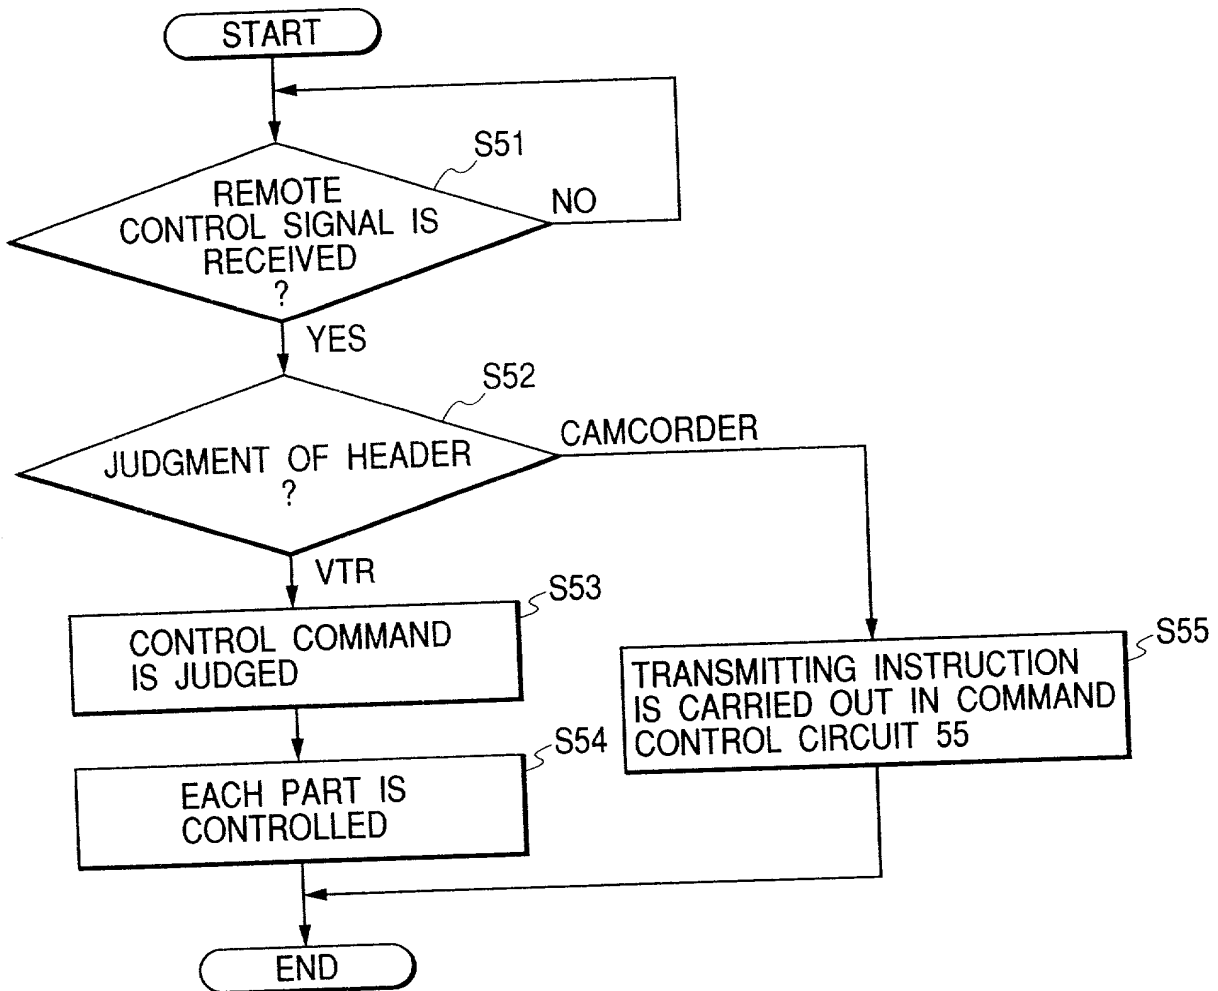 START
S51
REMOTE
CONTROL SIGNAL IS
RECEIVED
?
NO
YES
S52
JUDGMENT OF HEADER
?
CAMCORDER
VTR
S53
CONTROL COMMAND
IS JUDGED
S55
TRANSMITTING INSTRUCTION
IS CARRIED OUT IN COMMAND
CONTROL CIRCUIT 55
S54
EACH PART IS
CONTROLLED
END